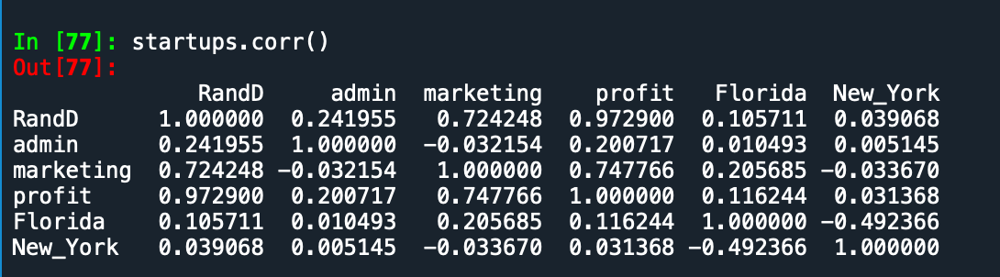 In [77]: startups.corr()
Out[77]:
RandD admin marketing profit Florida New_York
RandD 1.000000 0.241955 0.724248 0.972900 0.105711 0.039068
admin 0.241955 1.000000 -0.032154 0.200717 0.010493 0.005145
marketing 0.724248 -0.032154 1.000000 0.747766 0.205685 -0.033670
profit 0.972900 0.200717 0.747766 1.000000 0.116244 0.031368
Florida 0.105711 0.010493 0.205685 0.116244 1.000000 -0.492366
New_York 0.039068 0.005145 -0.033670 0.031368 -0.492366 1.000000